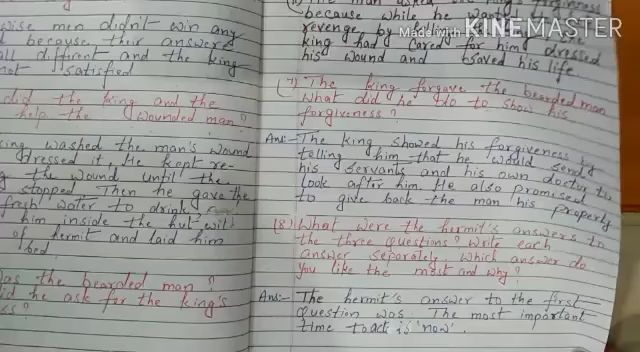 wise men didn't win any
because their answers
all different and the king
not satisfied
did the king and the
help the wounded man?
king washed the man's wound
dressed it, He kept re-
the wound until the
stopped. Then he gave the
fresh water to drink
him inside the hut with
of hermit and laid him
bed.
was the bearded man?
did he ask for the king's
because while he
revenge by
king had cared for him dressed
his wound and bsaved his life.
(7) The king forgave the bearded man
What did he do to show his
forgiveness?
Ans:- The king showed his forgiveness by
telling him that he would send
his servants and his own doctor to
look after him. He also promised
to give back the man his property
(8) What were the hermit's answers to
the three questions? Write each
answer separately. Which answer do
you like the most and why?
Ans:- The hermit's answer to the first
question was. The most important
time to act is 'now'.
Made with KINEMASTER